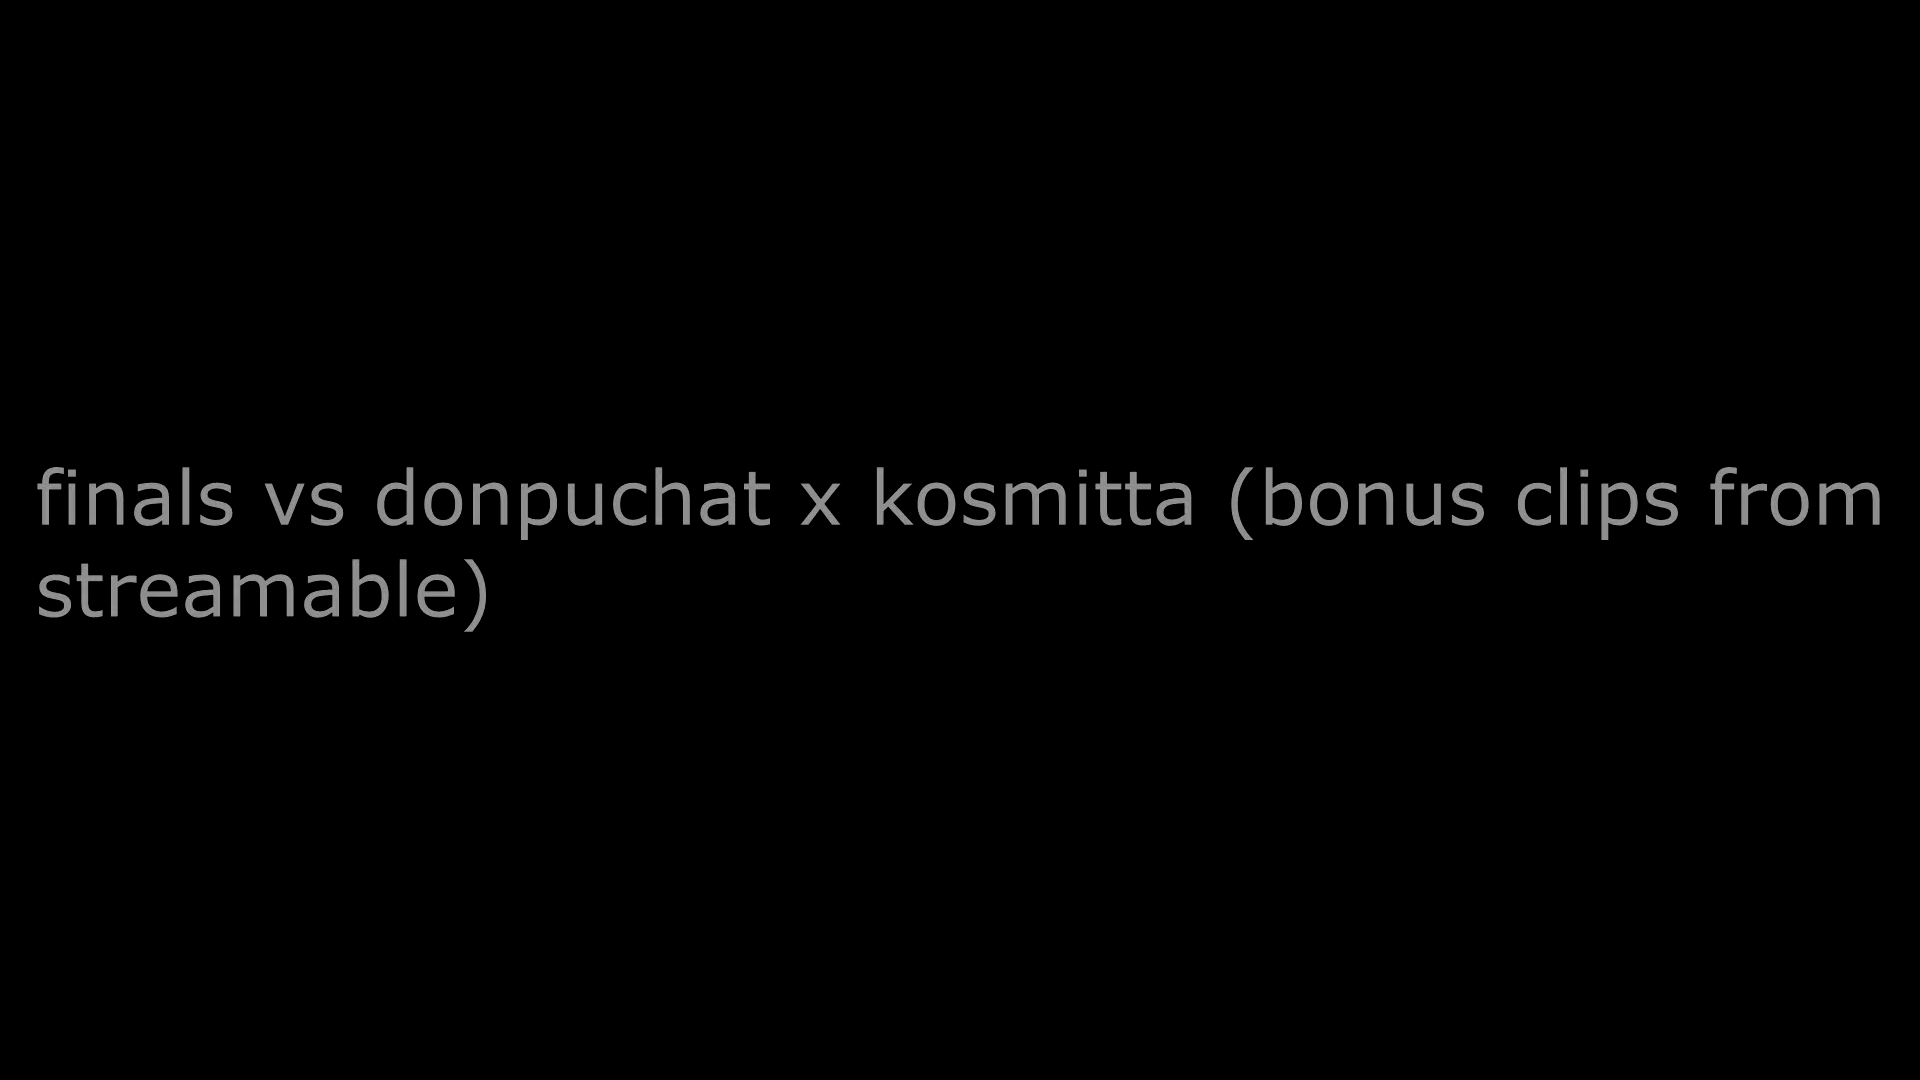 finals vs donpuchat x kosmitta (bonus clips from
streamable)